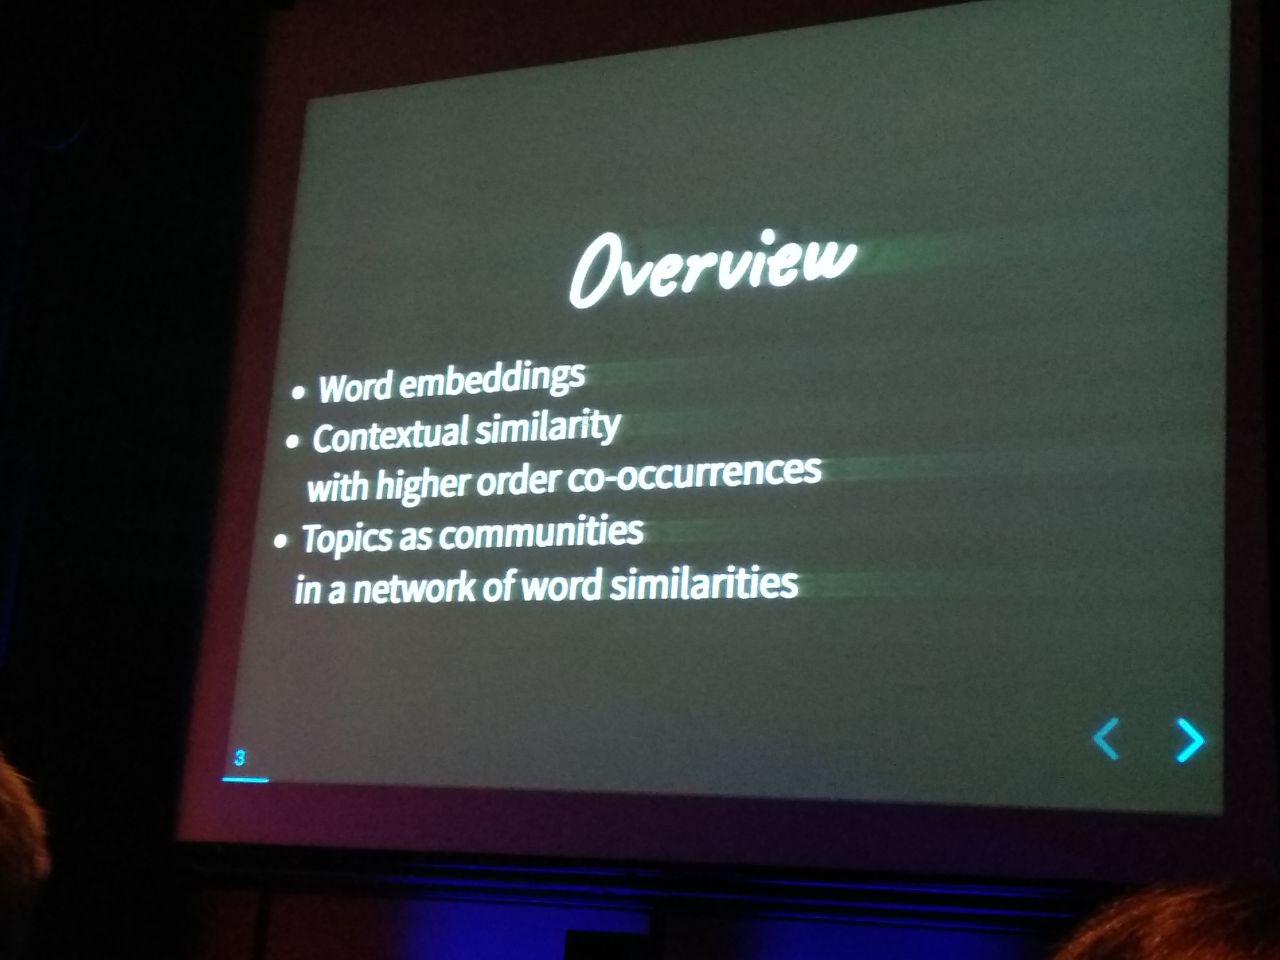 Overview
• Word embeddings
• Contextual similarity
with higher order co-occurrences
• Topics as communities
in a network of word similarities
3